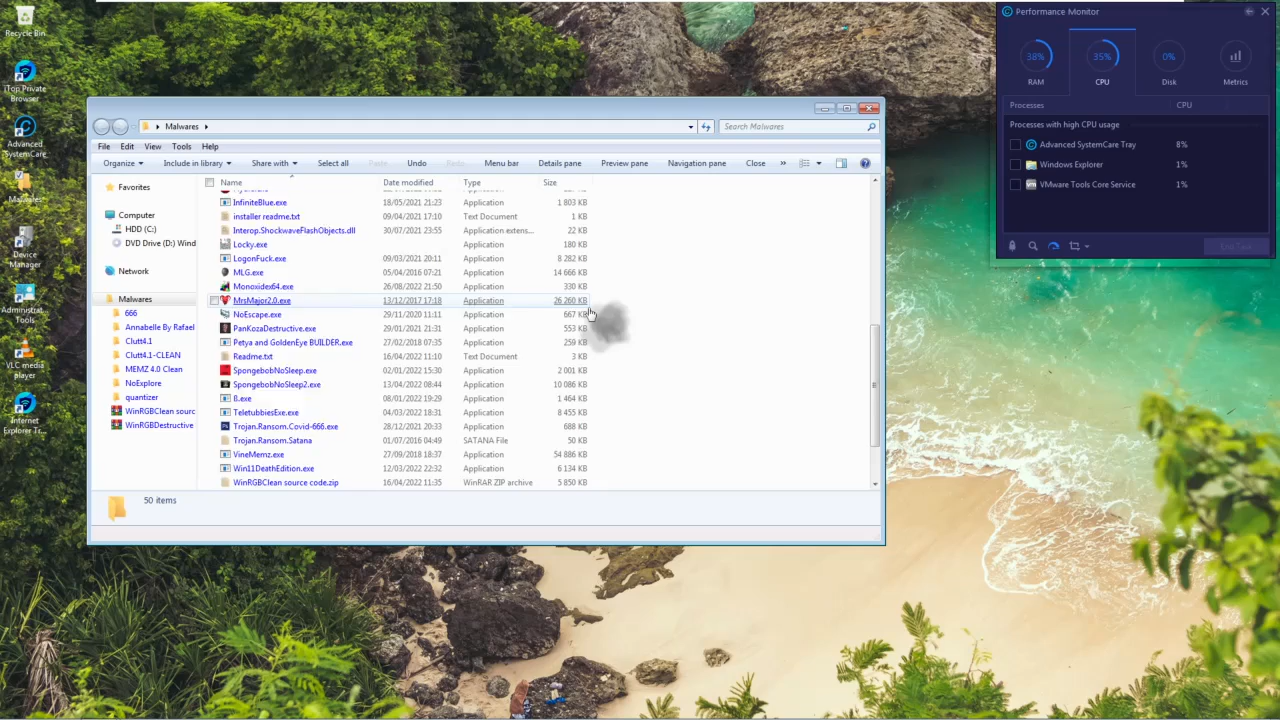 Recycle Bin
iTop Private
Browser
Advanced
SystemCare
Malwares
Device
Manager
Administrat...
Tools
VLC media
player
Internet
Explorer Tr...
Malwares
Search Malwares
File Edit View Tools Help
Organize Include in library Share with Select all Paste Undo Redo Menu bar Details pane Preview pane Navigation pane Close »
Favorites
Computer
HDD (C:)
DVD Drive (D:) Wind
Network
Malwares
666
Annabelle By Rafael
Clutt4.1
Clutt4.1-CLEAN
MEMZ 4.0 Clean
NoExplore
quantizer
WinRGBClean sourc
WinRGBDestructive
Name Date modified Type Size
InfiniteBlue.exe 18/05/2021 21:23 Application 1 803 KB
installer readme.txt 09/04/2021 17:10 Text Document 1 KB
Interop.ShockwaveFlashObjects.dll 30/07/2021 23:55 Application extens... 22 KB
Locky.exe Application 180 KB
LogonFuck.exe 09/03/2021 20:11 Application 8 282 KB
MLG.exe 05/04/2016 07:21 Application 14 666 KB
Monoxidex64.exe 26/08/2022 21:50 Application 330 KB
MrsMajor2.0.exe 13/12/2017 17:18 Application 26 260 KB
NoEscape.exe 29/11/2020 11:11 Application 667 KB
PanKozaDestructive.exe 29/01/2021 21:31 Application 553 KB
Petya and GoldenEye BUILDER.exe 27/02/2018 07:35 Application 259 KB
Readme.txt 16/04/2022 11:10 Text Document 3 KB
SpongebobNoSleep.exe 02/01/2022 15:30 Application 2 001 KB
SpongebobNoSleep2.exe 13/04/2022 08:44 Application 10 086 KB
08/01/2022 19:29 Application 1 464 KB
TeletubbiesExe.exe 04/03/2022 18:31 Application 8 455 KB
Trojan.Ransom.Covid-666.exe 28/12/2021 20:33 Application 688 KB
Trojan.Ransom.Satana 01/07/2016 04:49 SATANA File 50 KB
VineMemz.exe 27/09/2018 18:37 Application 54 886 KB
Win11DeathEdition.exe 12/03/2022 22:32 Application 6 134 KB
WinRGBClean source code.zip 16/04/2022 11:35 WinRAR ZIP archive 5 850 KB
50 items
Performance Monitor
38% 35% 0%
RAM CPU Disk Metrics
Processes CPU
Processes with high CPU usage
Advanced SystemCare Tray 8%
Windows Explorer 1%
VMware Tools Core Service 1%
End Task